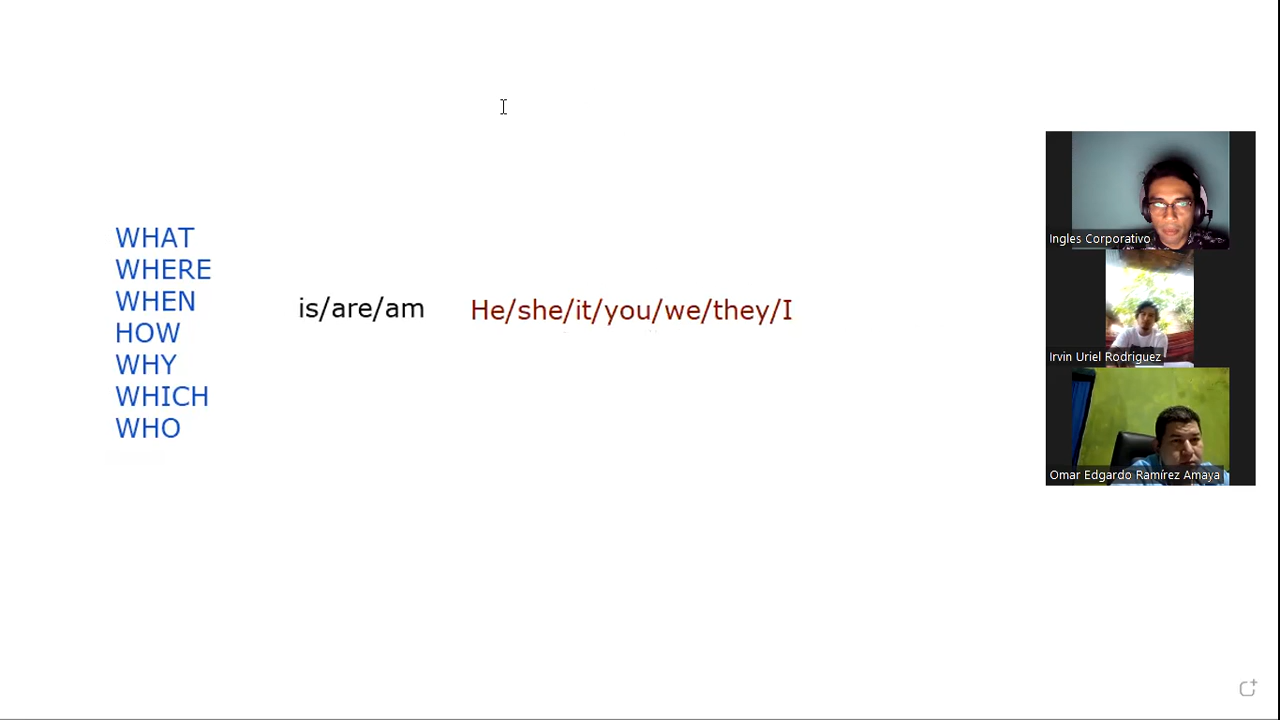 WHAT
WHERE
WHEN
HOW
WHY
WHICH
WHO
is/are/am
He/she/it/you/we/they/I
Ingles Corporativo
Irvin Uriel Rodriguez
Omar Edgardo Ramírez Amaya